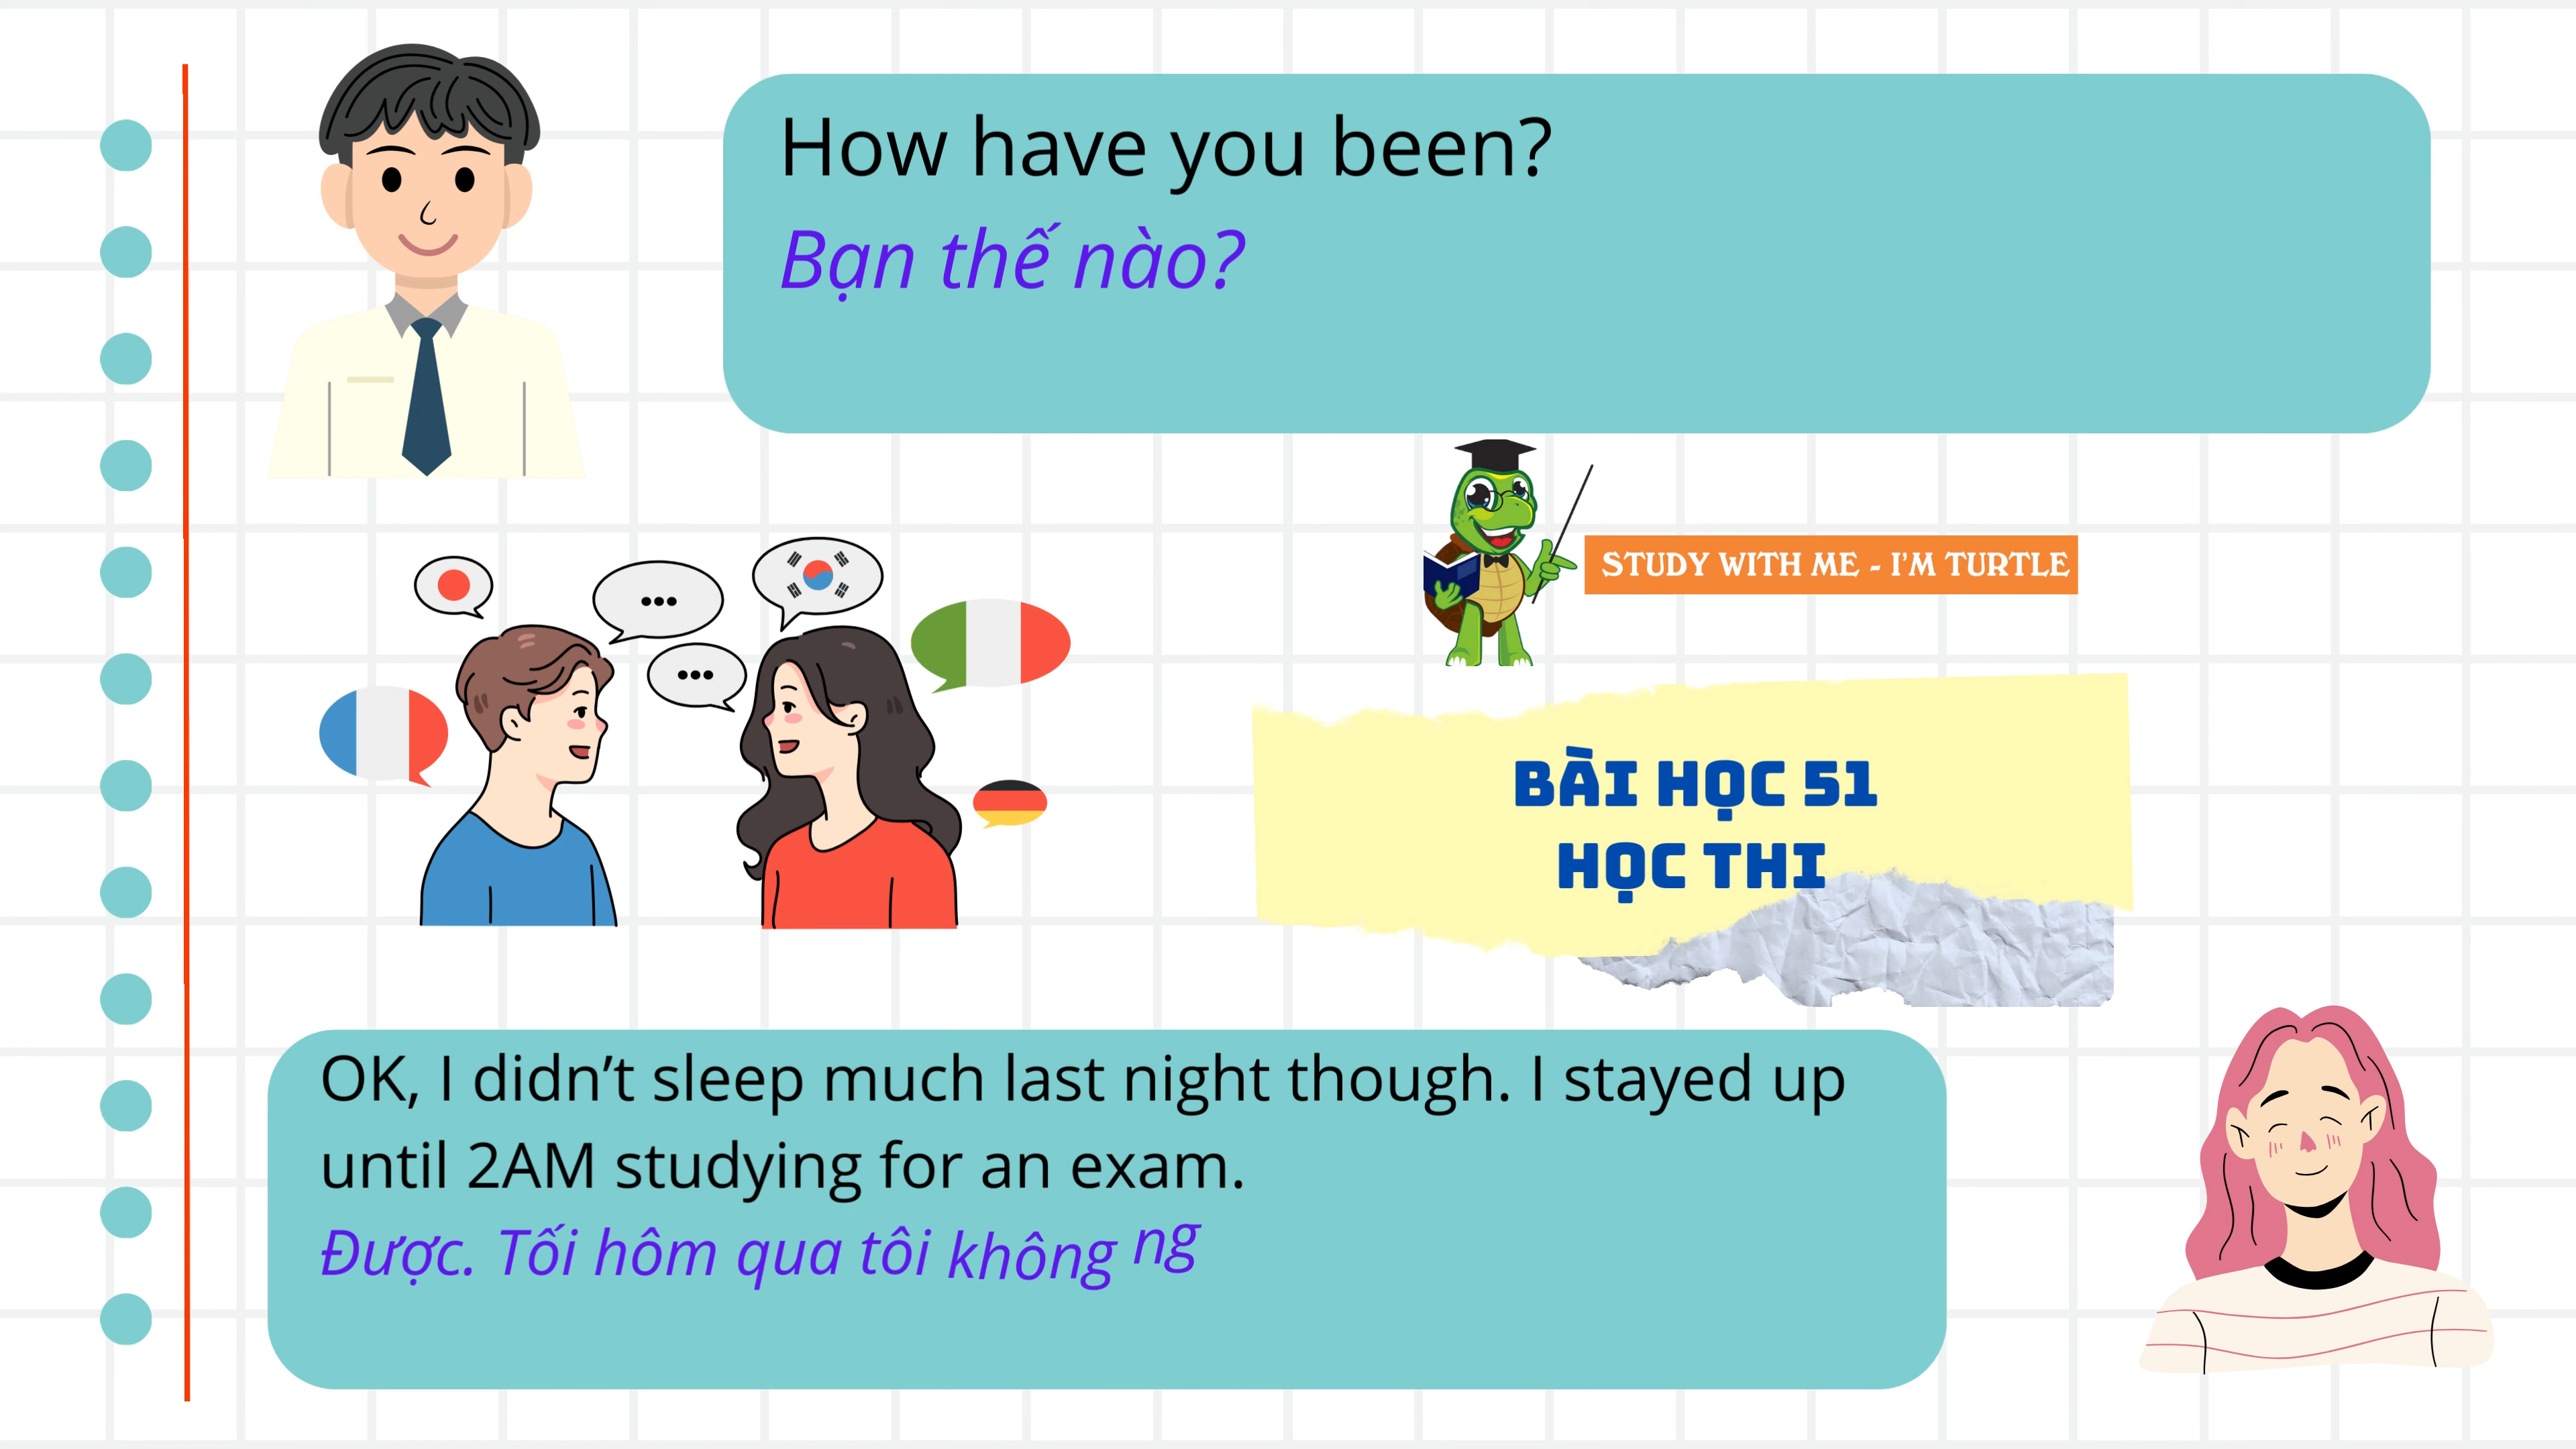 How have you been?
Bạn thế nào?
STUDY WITH ME - I'M TURTLE
BÀI HỌC 51
HỌC THI
OK, I didn’t sleep much last night though. I stayed up
until 2AM studying for an exam.
Được. Tối hôm qua tôi không ng